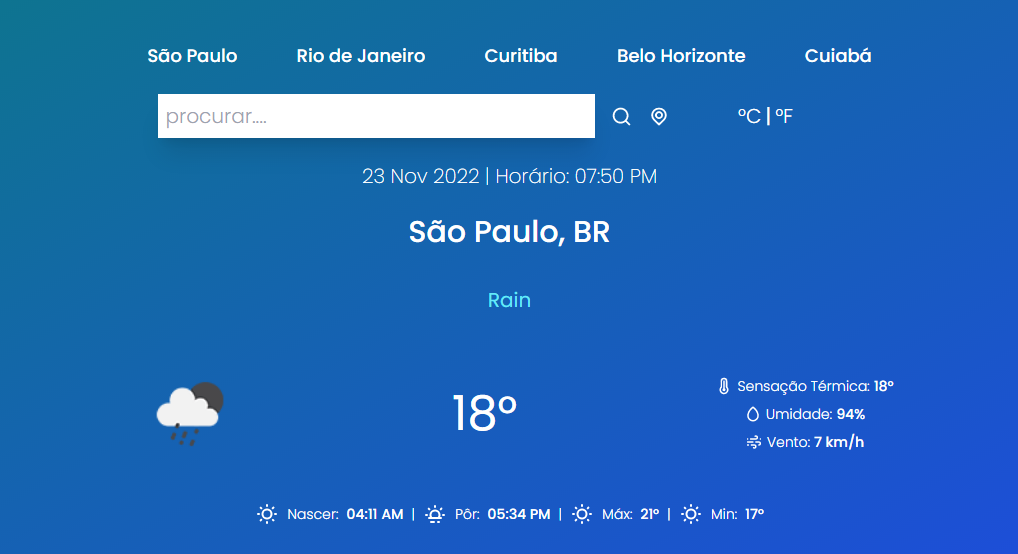 São Paulo Rio de Janeiro Curitiba Belo Horizonte Cuiabá
procurar.... °C | °F
23 Nov 2022 | Horário: 07:50 PM
São Paulo, BR
Rain
18°
Sensação Térmica: 18°
Umidade: 94%
Vento: 7 km/h
Nascer: 04:11 AM | Pôr: 05:34 PM | Máx: 21° | Min: 17°